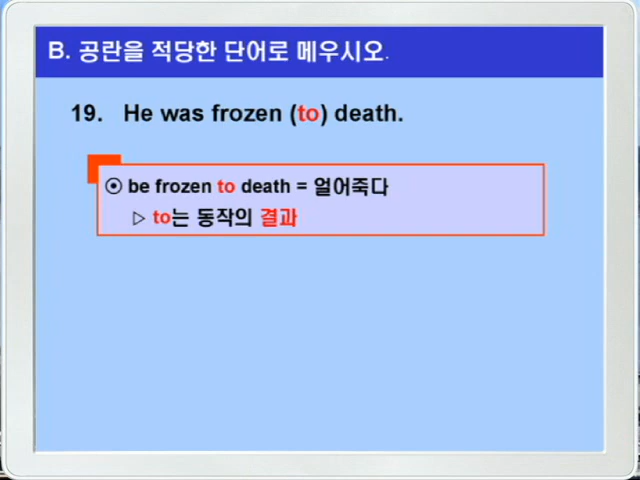 B. 공란을 적당한 단어로 메우시오.
19. He was frozen (to) death.
⊙ be frozen to death = 얼어죽다
▷ to는 동작의 결과